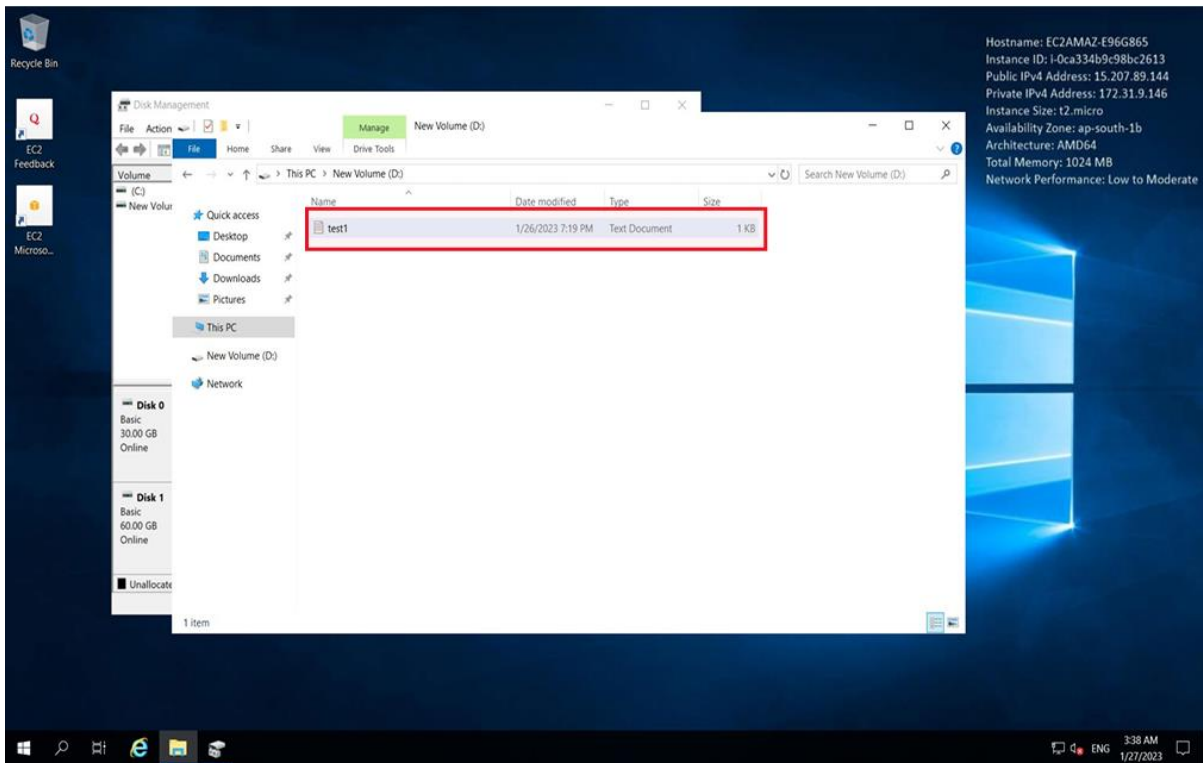 Recycle Bin
EC2
Feedback
EC2
Microso...
Hostname: EC2AMAZ-E96G865
Instance ID: i-0ca334b9c98bc2613
Public IPv4 Address: 15.207.89.144
Private IPv4 Address: 172.31.9.146
Instance Size: t2.micro
Availability Zone: ap-south-1b
Architecture: AMD64
Total Memory: 1024 MB
Network Performance: Low to Moderate
Disk Management
File Action
Manage New Volume (D:)
File Home Share View Drive Tools
Volume
(C:)
New Volur
This PC > New Volume (D:)
Search New Volume (D:)
Name Date modified Type Size
test1 1/26/2023 7:19 PM Text Document 1 KB
Quick access
Desktop
Documents
Downloads
Pictures
This PC
New Volume (D:)
Network
Disk 0
Basic
30.00 GB
Online
Disk 1
Basic
60.00 GB
Online
Unallocate
1 item
ENG
3:38 AM
1/27/2023